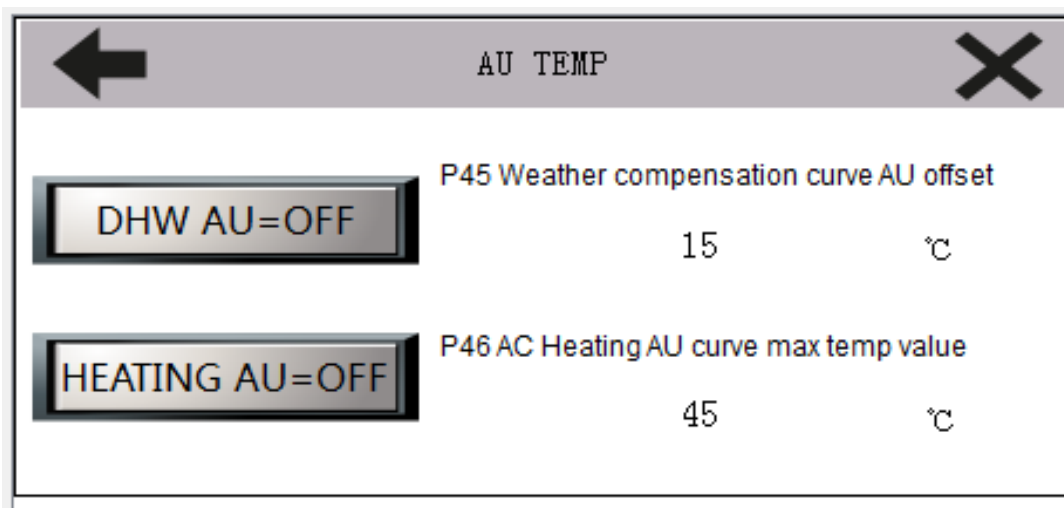 AU TEMP
DHW AU=OFF
P45 Weather compensation curve AU offset
15 ℃
HEATING AU=OFF
P46 AC Heating AU curve max temp value
45 ℃